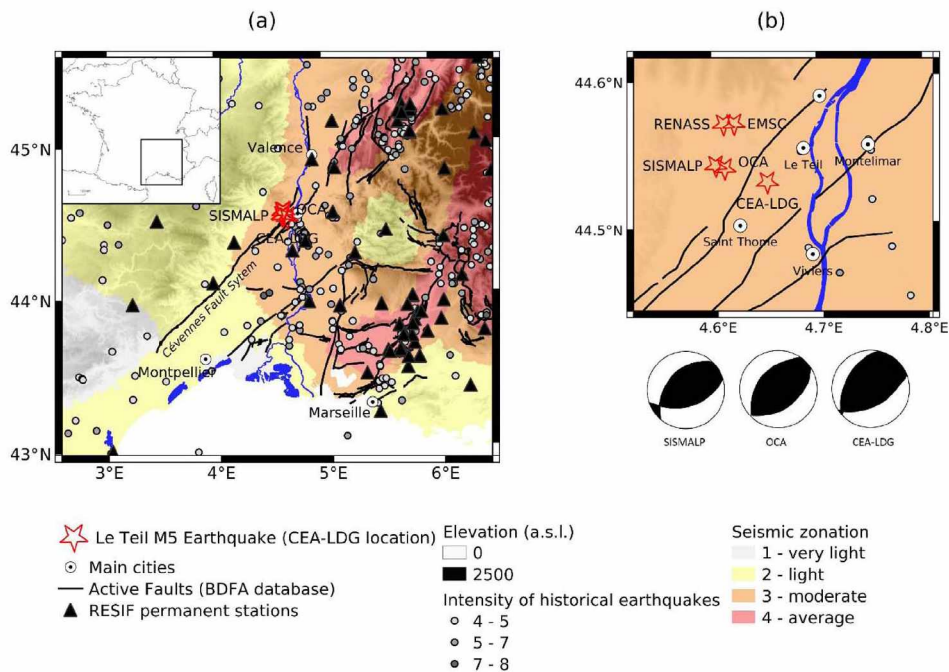 (a)
(b)
Valence
SISMALP
OCA
CEA-LDG
Cévennes Fault Sytem
Montpellier
Marseille
45°N
44°N
43°N
3°E
4°E
5°E
6°E
RENASS
EMSC
SISMALP
OCA
CEA-LDG
Le Teil
Montelimar
Saint Thome
Viviers
44.6°N
44.5°N
4.6°E
4.7°E
4.8°E
SISMALP
OCA
CEA-LDG
Le Teil M5 Earthquake (CEA-LDG location)
Main cities
Active Faults (BDFA database)
RESIF permanent stations
Elevation (a.s.l.)
0
2500
Intensity of historical earthquakes
4 - 5
5 - 7
7 - 8
Seismic zonation
1 - very light
2 - light
3 - moderate
4 - average